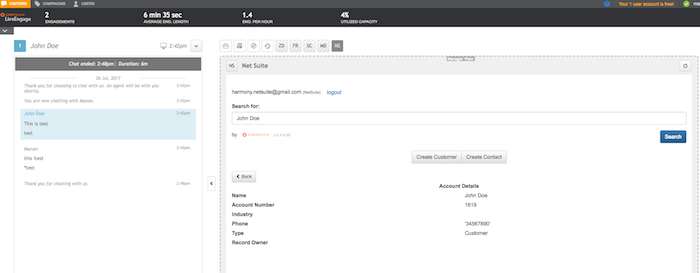 VISITORS CAMPAIGNS USERS Your 1 user account is free!
LiveEngage
2
ENGAGEMENTS
6 min 35 sec
AVERAGE ENG. LENGTH
1.4
ENG. PER HOUR
4%
UTILIZED CAPACITY
1 John Doe 2:42pm
ZD FR SC MD NS
Chat ended: 2:48pm | Duration: 6m
26 Jul, 2017
Thank you for choosing to chat with us. An agent will be with you 2:42pm
shortly.
You are now chatting with Manan. 2:42pm
John Doe 2:42pm
This is test
test
Manan 2:42pm
this hest
*test
Thank you for chatting with us. 2:48pm
NS Net Suite
harmony.netsuite@gmail.com (NetSuite) logout
Search for:
John Doe
by
Search
Create Customer Create Contact
Back
Account Details
Name John Doe
Account Number 1619
Industry
Phone '34567890'
Type Customer
Record Owner